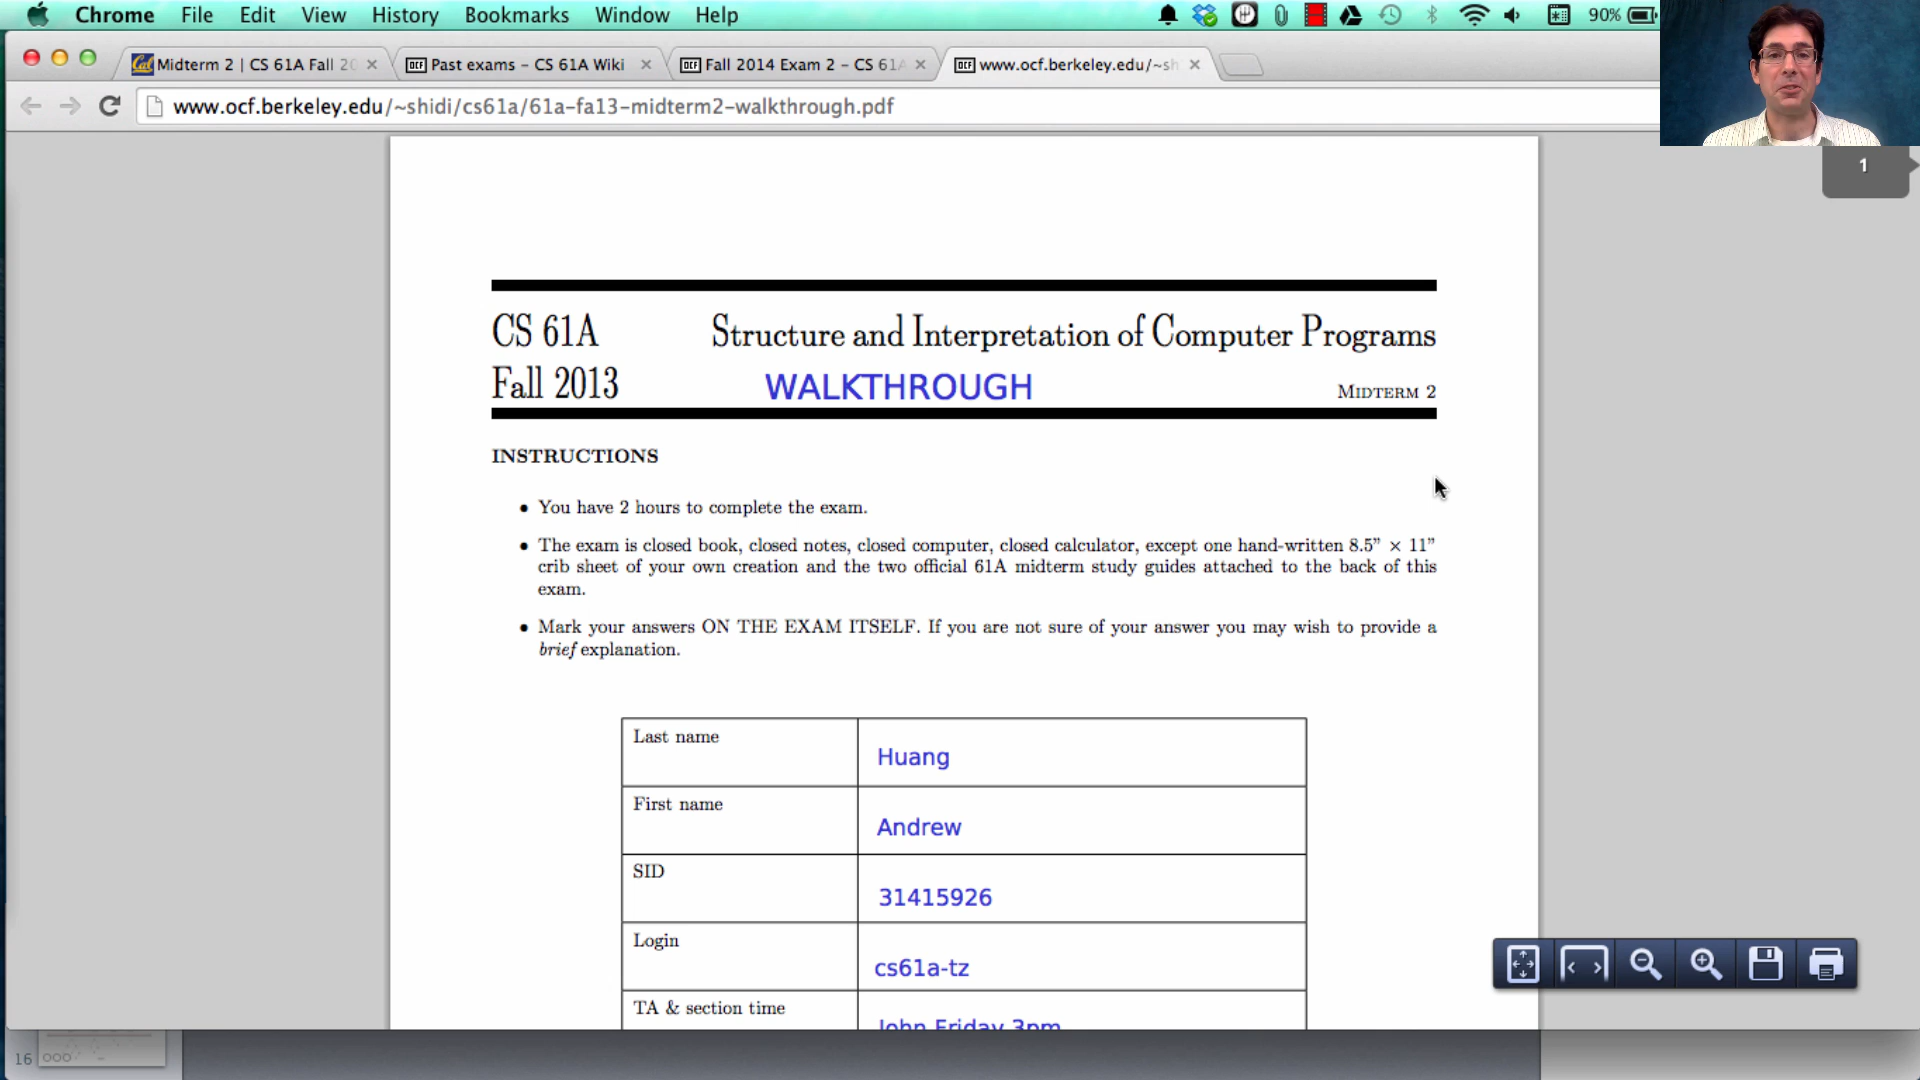 Chrome File Edit View History Bookmarks Window Help 90%
Midterm 2 | CS 61A Fall 20
Past exams – CS 61A Wiki
Fall 2014 Exam 2 – CS 61A
www.ocf.berkeley.edu/~sh
www.ocf.berkeley.edu/~shidi/cs61a/61a-fa13-midterm2-walkthrough.pdf
1
CS 61A Structure and Interpretation of Computer Programs
Fall 2013 WALKTHROUGH MIDTERM 2
INSTRUCTIONS
• You have 2 hours to complete the exam.
• The exam is closed book, closed notes, closed computer, closed calculator, except one hand-written 8.5” × 11”
crib sheet of your own creation and the two official 61A midterm study guides attached to the back of this
exam.
• Mark your answers ON THE EXAM ITSELF. If you are not sure of your answer you may wish to provide a
brief explanation.
Last name Huang
First name Andrew
SID 31415926
Login cs61a-tz
TA & section time John Friday 3pm
16